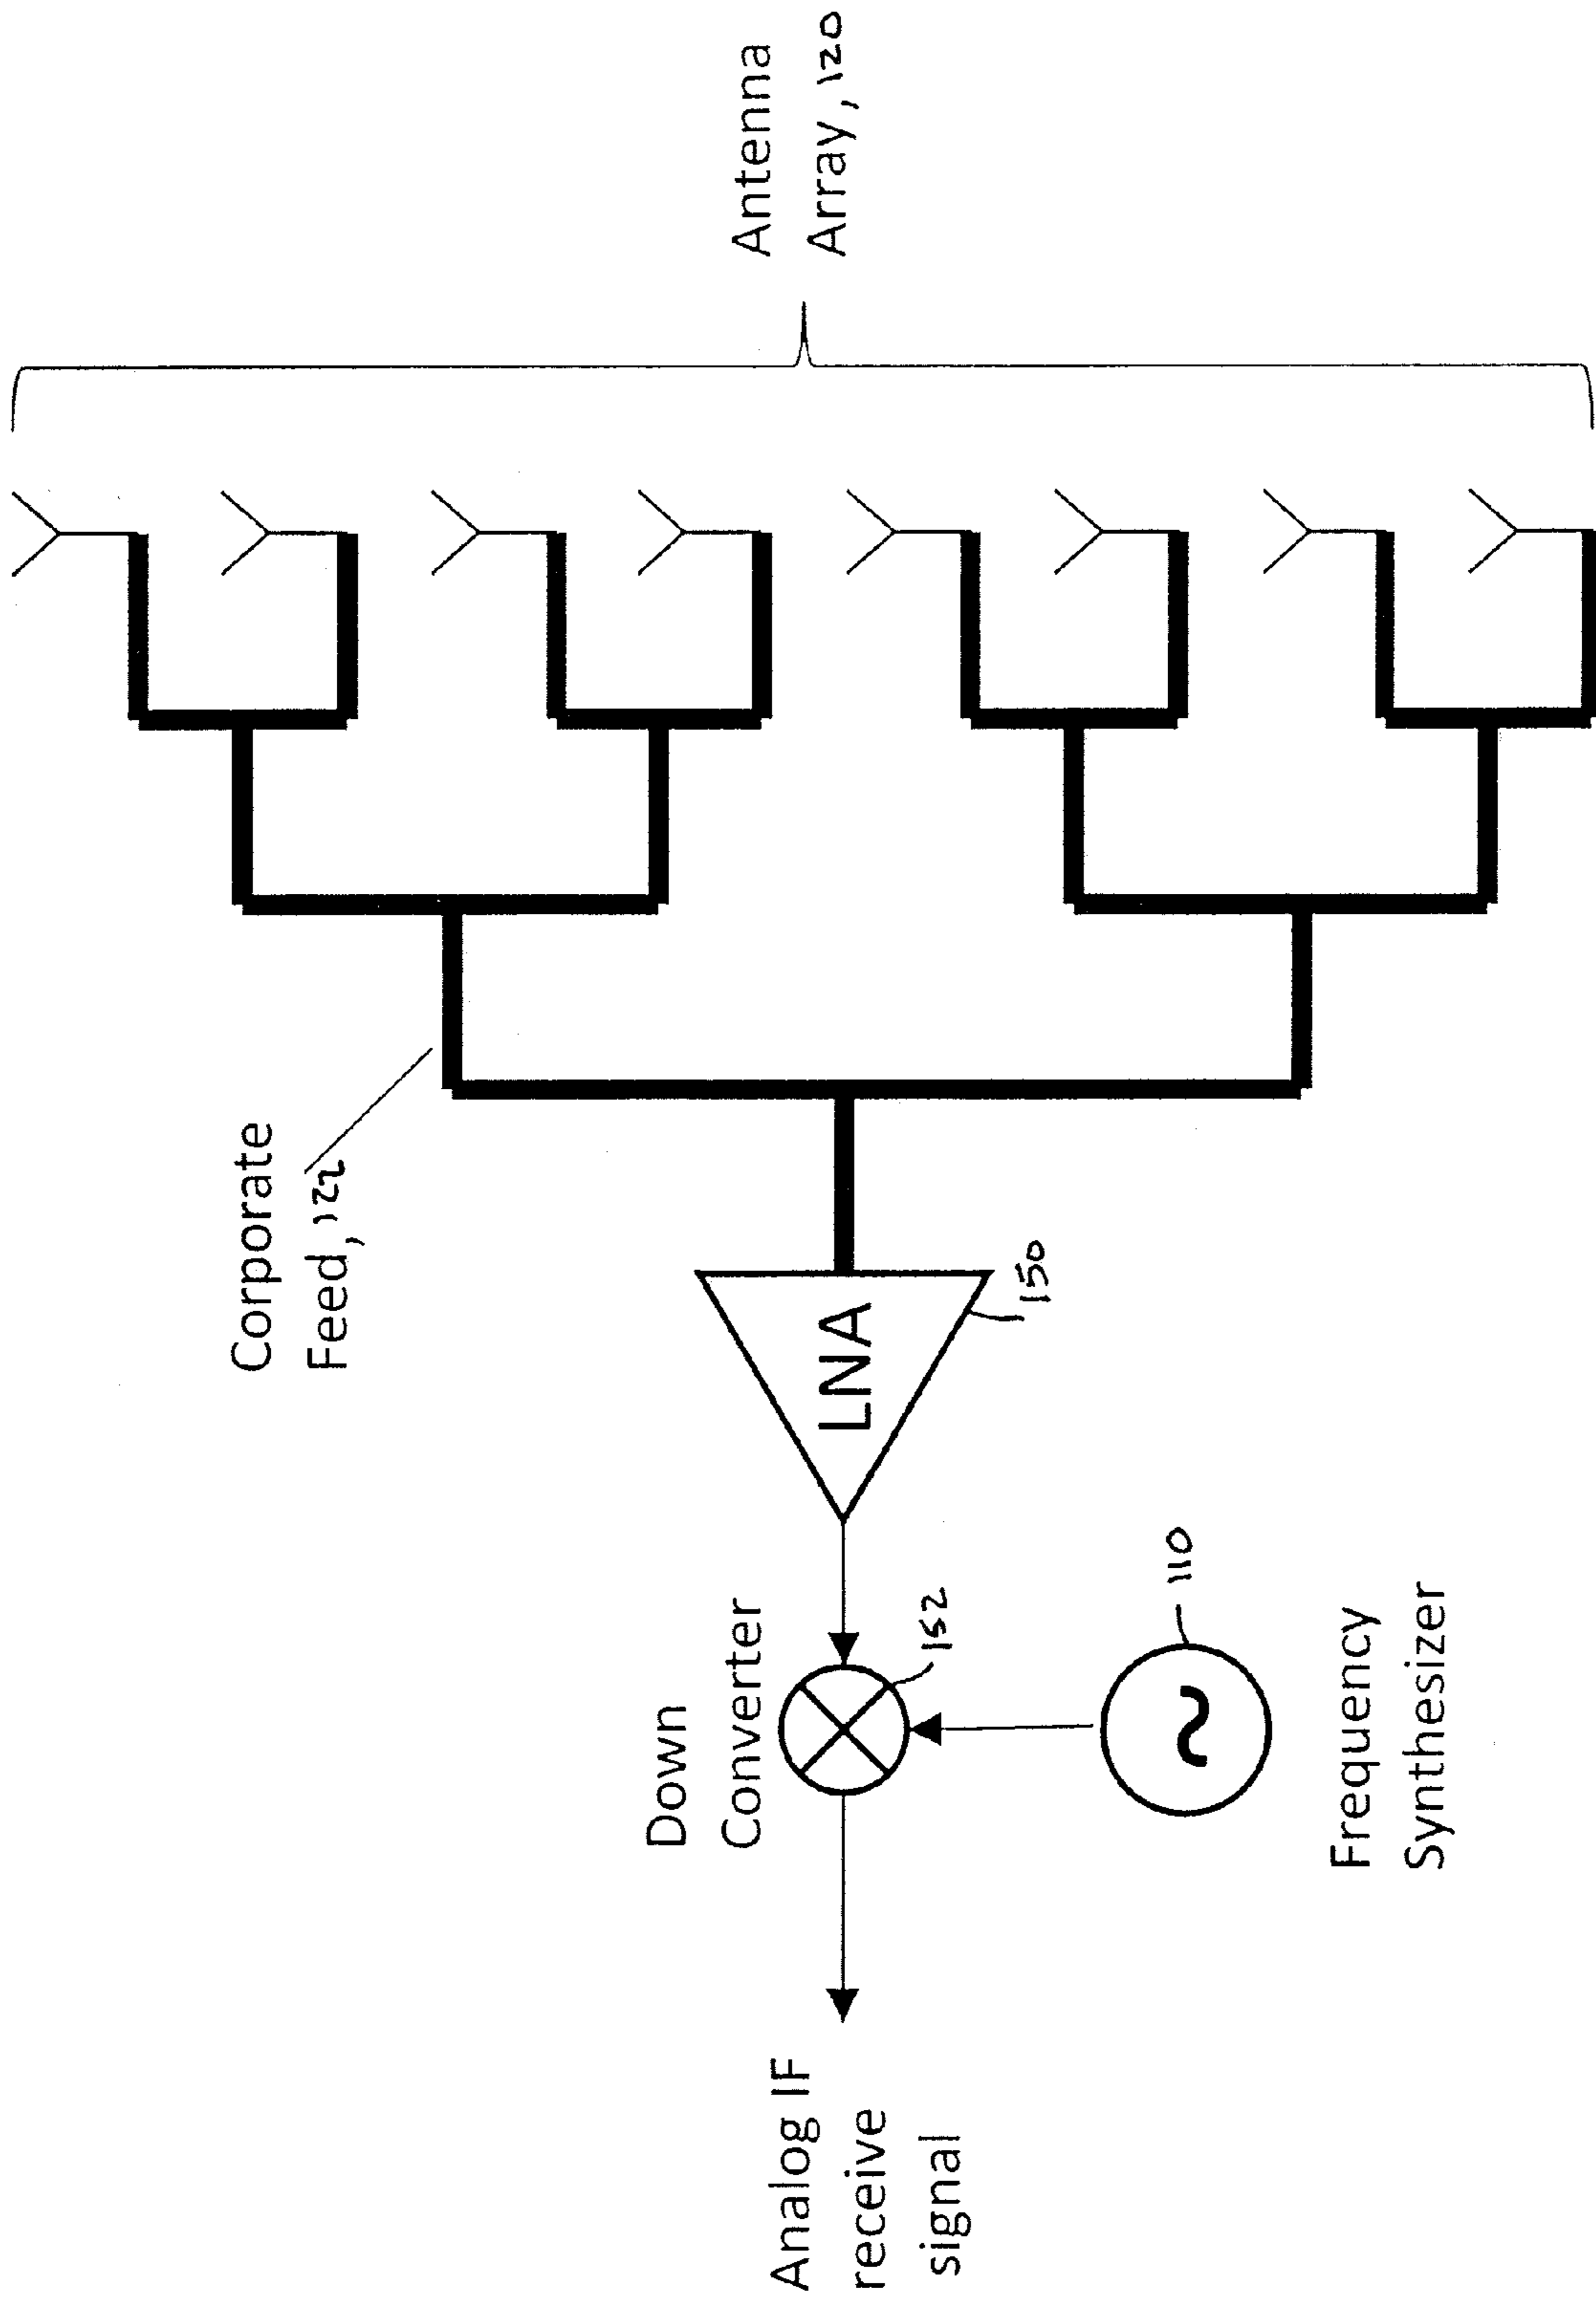 Antenna
Array, 120
Corporate
Feed, 122
LNA
150
Down
Converter
152
110
Frequency
Synthesizer
Analog IF
receive
signal